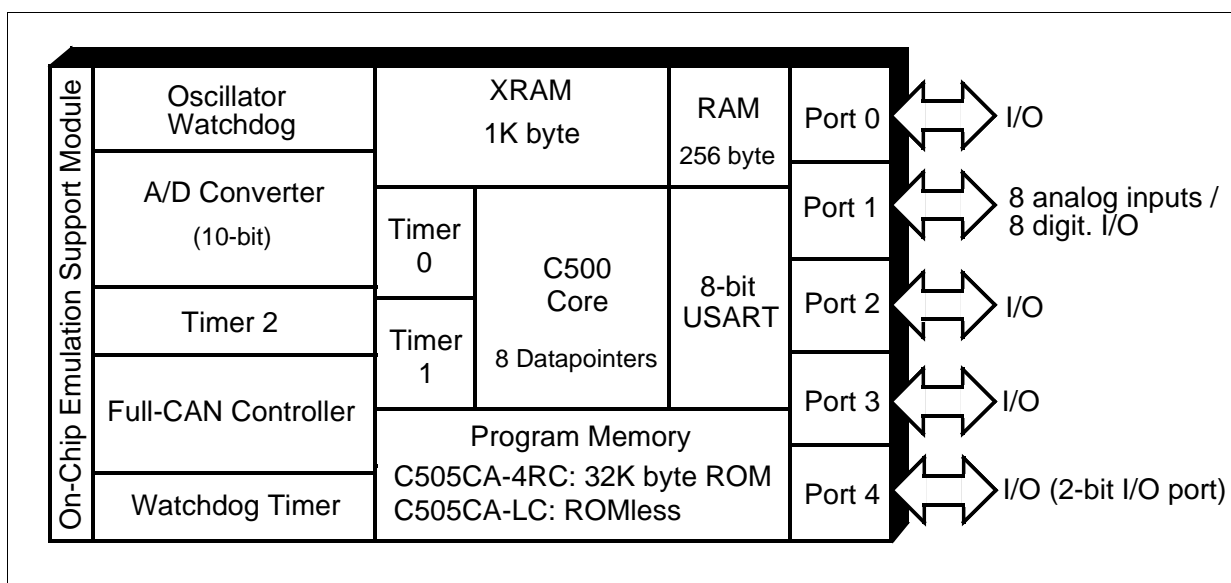 On-Chip Emulation Support Module
Oscillator
Watchdog
A/D Converter
(10-bit)
Timer 2
Full-CAN Controller
Watchdog Timer
XRAM
1K byte
RAM
256 byte
Timer
0
Timer
1
C500
Core
8 Datapointers
8-bit
USART
Program Memory
C505CA-4RC: 32K byte ROM
C505CA-LC: ROMless
Port 0
I/O
Port 1
8 analog inputs /
8 digit. I/O
Port 2
I/O
Port 3
I/O
Port 4
I/O (2-bit I/O port)